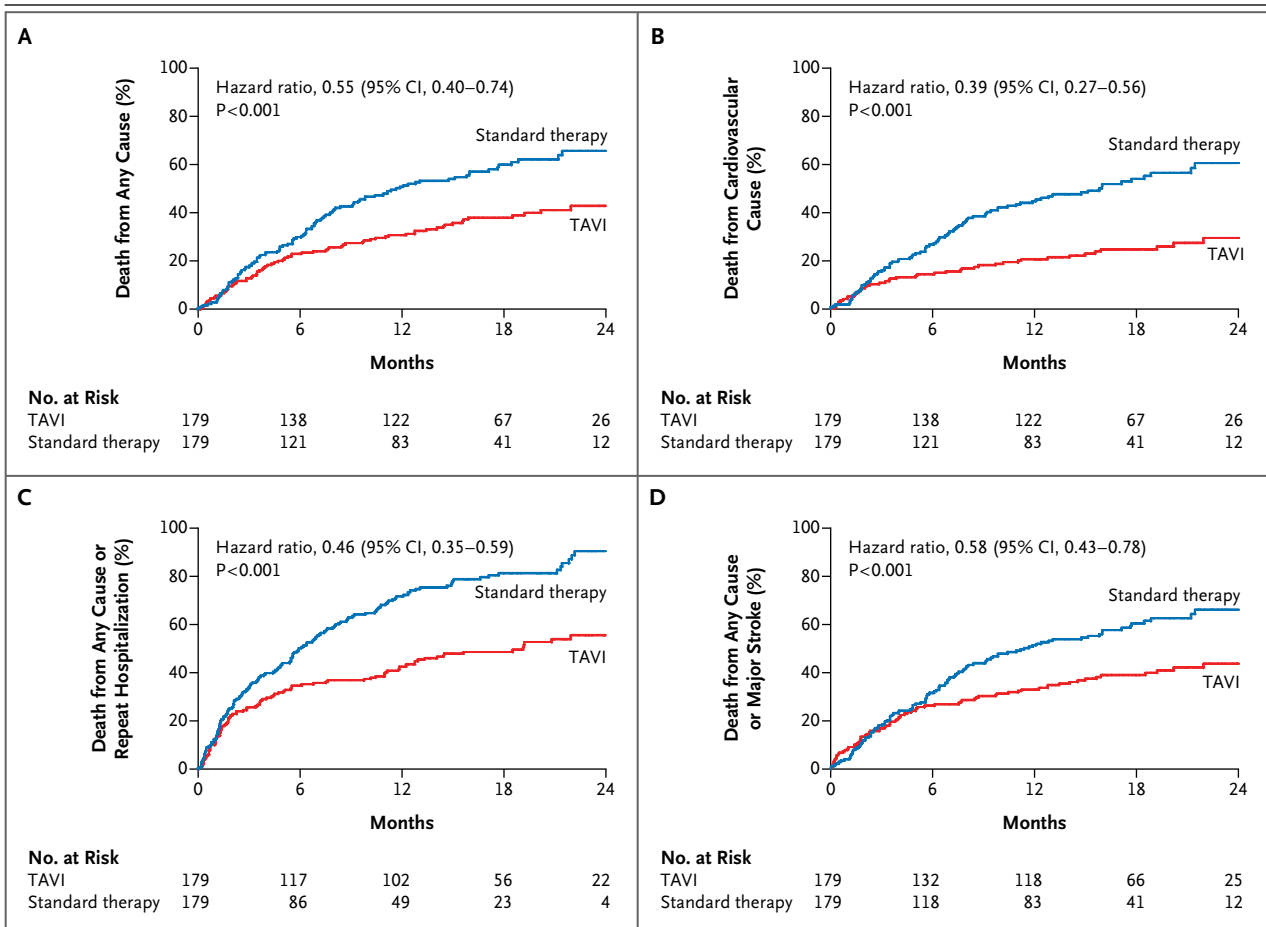 A
Death from Any Cause (%)
100
80
60
40
20
0
Hazard ratio, 0.55 (95% CI, 0.40–0.74)
P<0.001
Standard therapy
TAVI
0 6 12 18 24
Months
No. at Risk
TAVI 179 138 122 67 26
Standard therapy 179 121 83 41 12
B
Death from Cardiovascular
Cause (%)
100
80
60
40
20
0
Hazard ratio, 0.39 (95% CI, 0.27–0.56)
P<0.001
Standard therapy
TAVI
0 6 12 18 24
Months
No. at Risk
TAVI 179 138 122 67 26
Standard therapy 179 121 83 41 12
C
Death from Any Cause or
Repeat Hospitalization (%)
100
80
60
40
20
0
Hazard ratio, 0.46 (95% CI, 0.35–0.59)
P<0.001
Standard therapy
TAVI
0 6 12 18 24
Months
No. at Risk
TAVI 179 117 102 56 22
Standard therapy 179 86 49 23 4
D
Death from Any Cause
or Major Stroke (%)
100
80
60
40
20
0
Hazard ratio, 0.58 (95% CI, 0.43–0.78)
P<0.001
Standard therapy
TAVI
0 6 12 18 24
Months
No. at Risk
TAVI 179 132 118 66 25
Standard therapy 179 118 83 41 12